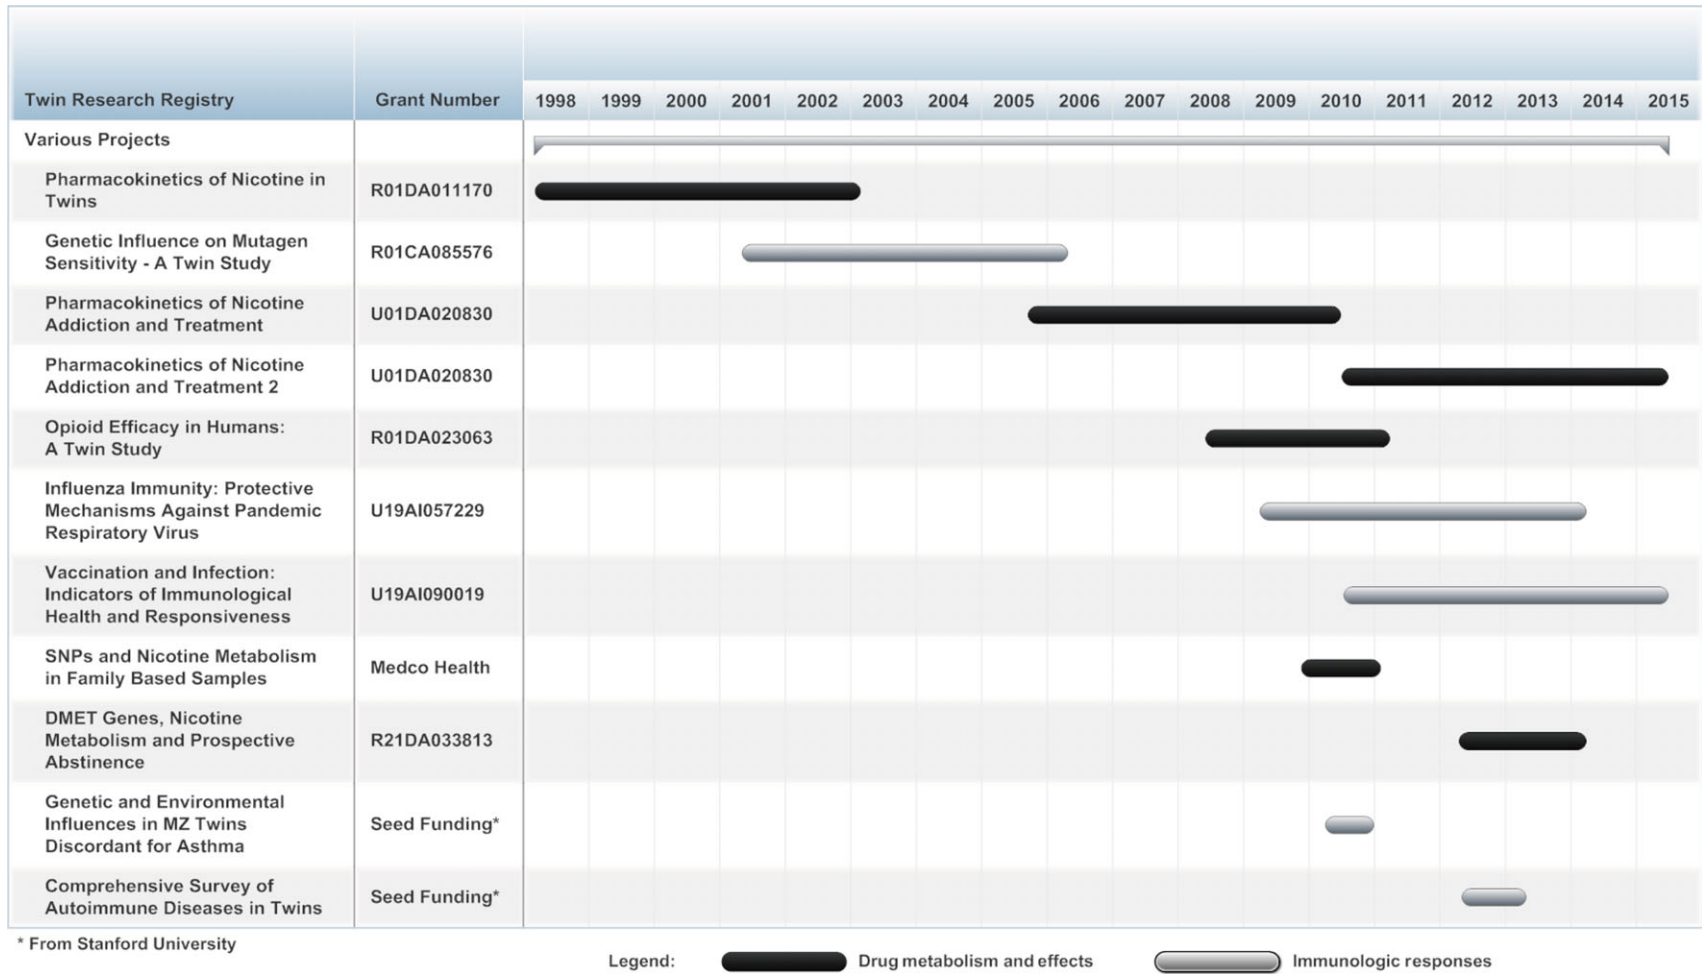 Twin Research Registry Grant Number 1998 1999 2000 2001 2002 2003 2004 2005 2006 2007 2008 2009 2010 2011 2012 2013 2014 2015
Various Projects
Pharmacokinetics of Nicotine in
Twins
R01DA011170
Genetic Influence on Mutagen
Sensitivity - A Twin Study
R01CA085576
Pharmacokinetics of Nicotine
Addiction and Treatment
U01DA020830
Pharmacokinetics of Nicotine
Addiction and Treatment 2
U01DA020830
Opioid Efficacy in Humans:
A Twin Study
R01DA023063
Influenza Immunity: Protective
Mechanisms Against Pandemic
Respiratory Virus
U19AI057229
Vaccination and Infection:
Indicators of Immunological
Health and Responsiveness
U19AI090019
SNPs and Nicotine Metabolism
in Family Based Samples
Medco Health
DMET Genes, Nicotine
Metabolism and Prospective
Abstinence
R21DA033813
Genetic and Environmental
Influences in MZ Twins
Discordant for Asthma
Seed Funding*
Comprehensive Survey of
Autoimmune Diseases in Twins
Seed Funding*
* From Stanford University
Legend: Drug metabolism and effects Immunologic responses